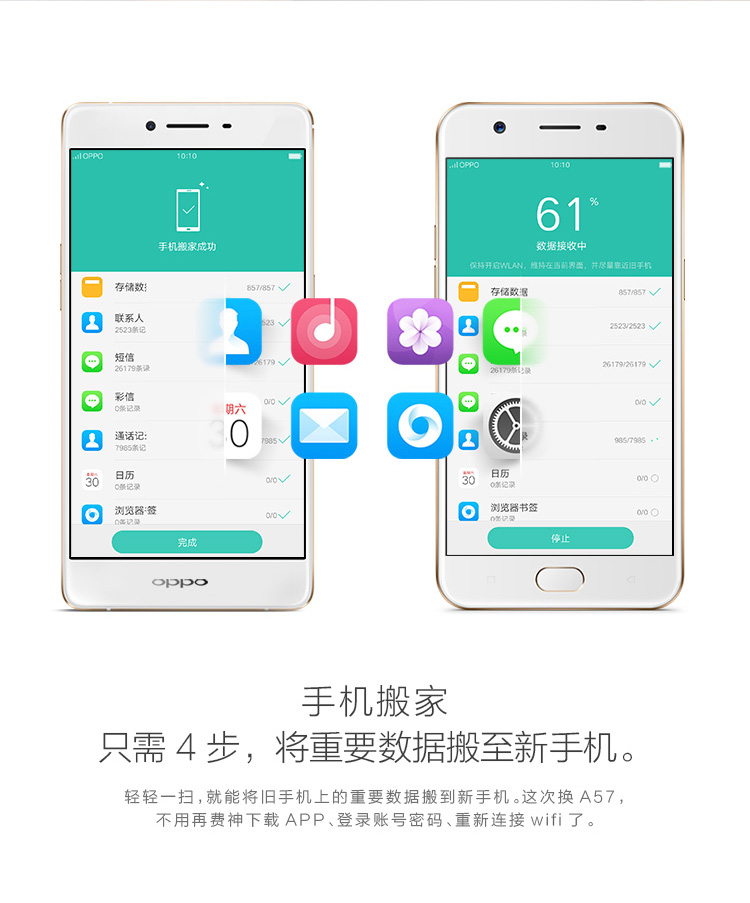 OPPO 10:10
手机搬家成功
存储数据 857/857
联系人
2523条记 523
短信
26179条录 26179
彩信
0条记录 0/0
通话记
7985条记 7985
日历
0条记录 0/0
浏览器 签
0条记录 0/0
完成
oppo
期六
30
星期六
30
OPPO 10:10
61%
数据接收中
保持开启WLAN，维持在当前界面，并尽量靠近旧手机
存储数据 857/857
2523/2523
录
26179条记录 26179/26179
0/0
录 985/7985
星期六
30
日历
0条记录 0/0
浏览器书签
0条记录 0/0
停止
手机搬家
只需 4 步，将重要数据搬至新手机。
轻轻一扫，就能将旧手机上的重要数据搬到新手机。这次换 A57，
不用再费神下载 APP、登录账号密码、重新连接 wifi 了。